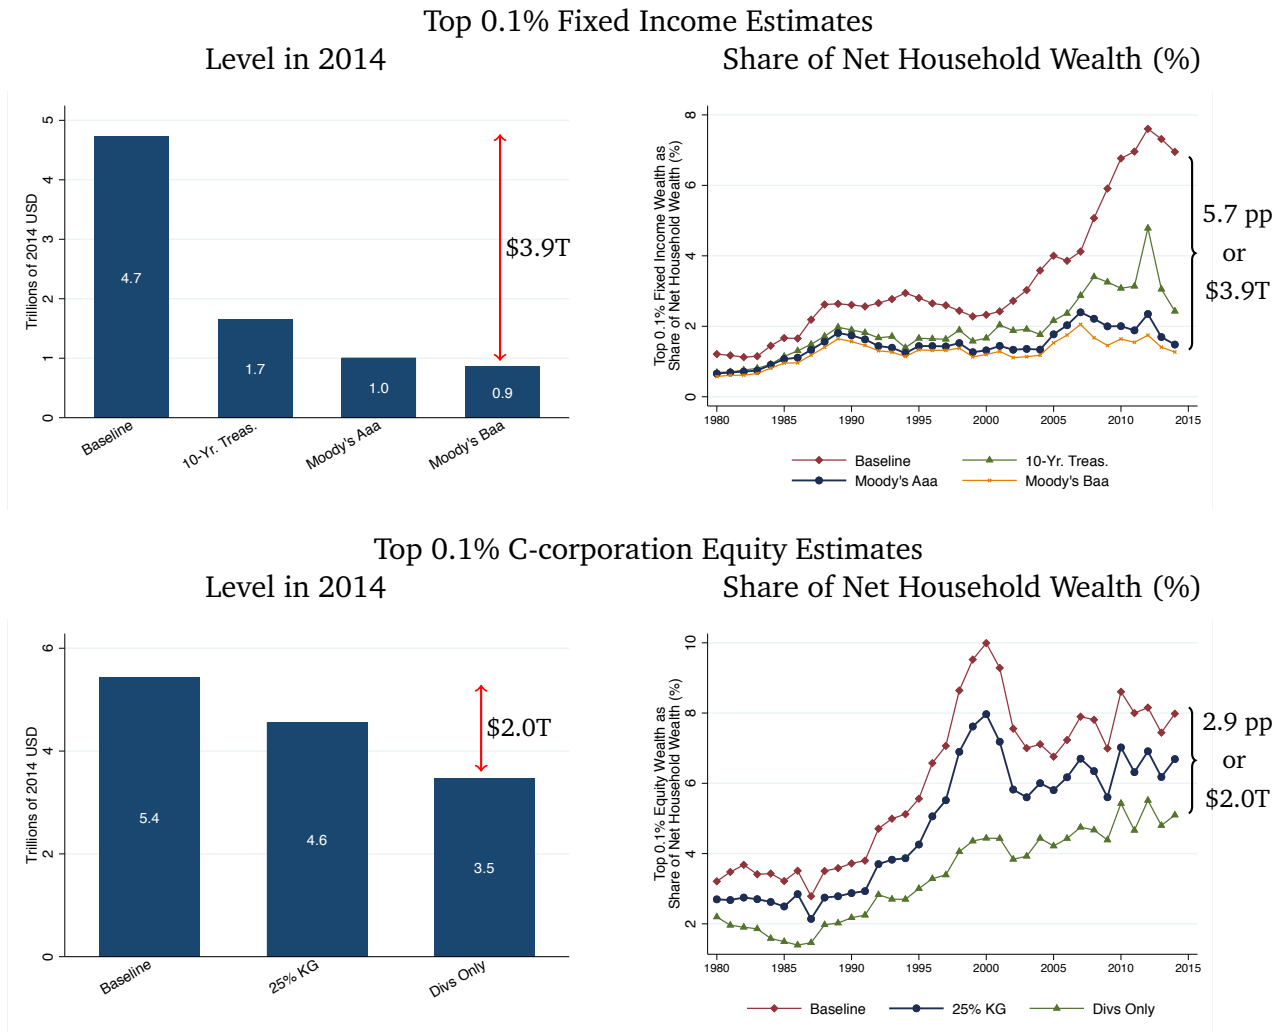 Top 0.1% Fixed Income Estimates
Level in 2014
Share of Net Household Wealth (%)
Trillions of 2014 USD
5
4
3
2
1
0
4.7
1.7
1.0
0.9
$3.9T
Baseline
10-Yr. Treas.
Moody's Aaa
Moody's Baa
Top 0.1% Fixed Income Wealth as
Share of Net Household Wealth (%)
8
6
4
2
0
1980 1985 1990 1995 2000 2005 2010 2015
5.7 pp
or
$3.9T
Baseline 10-Yr. Treas.
Moody's Aaa Moody's Baa
Top 0.1% C-corporation Equity Estimates
Level in 2014
Share of Net Household Wealth (%)
Trillions of 2014 USD
6
4
2
0
5.4
4.6
3.5
$2.0T
Baseline
25% KG
Divs Only
Top 0.1% Equity Wealth as
Share of Net Household Wealth (%)
10
8
6
4
2
1980 1985 1990 1995 2000 2005 2010 2015
2.9 pp
or
$2.0T
Baseline 25% KG Divs Only